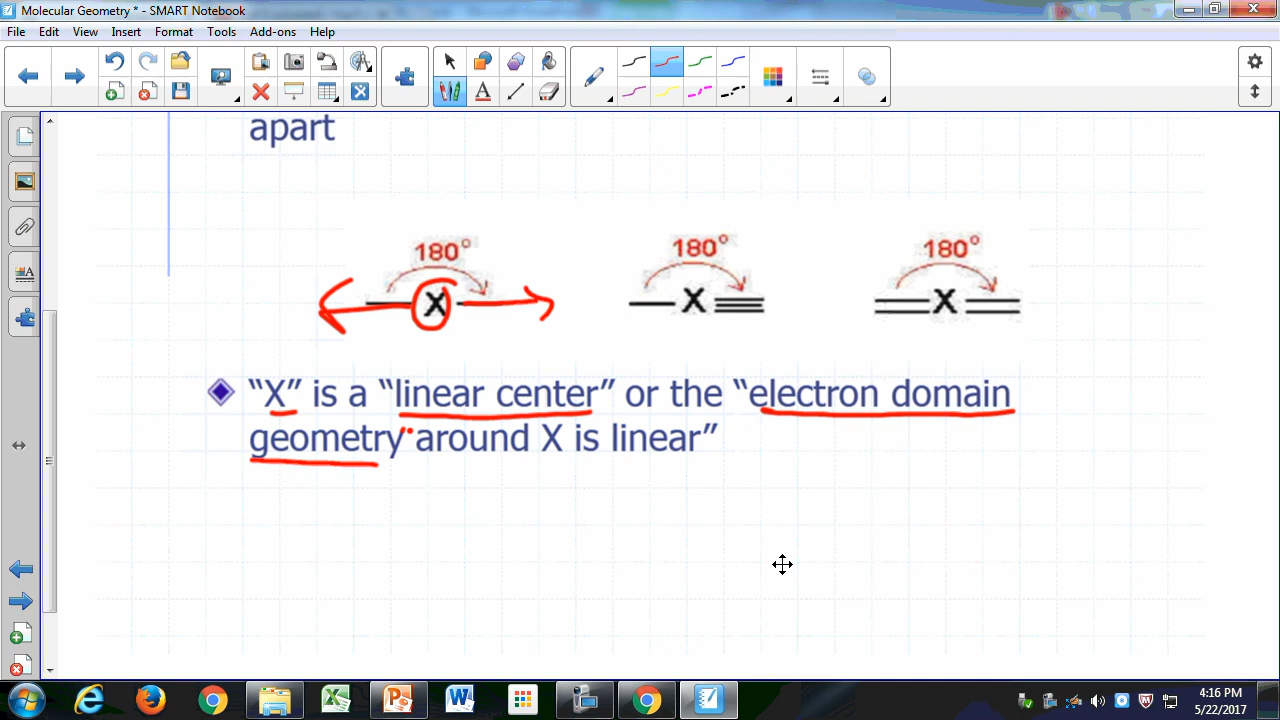 Molecular Geometry * - SMART Notebook
File Edit View Insert Format Tools Add-ons Help
apart
180° 180° 180°
X X X
“X” is a “linear center” or the “electron domain
geometry around X is linear”
4:16 PM
5/22/2017